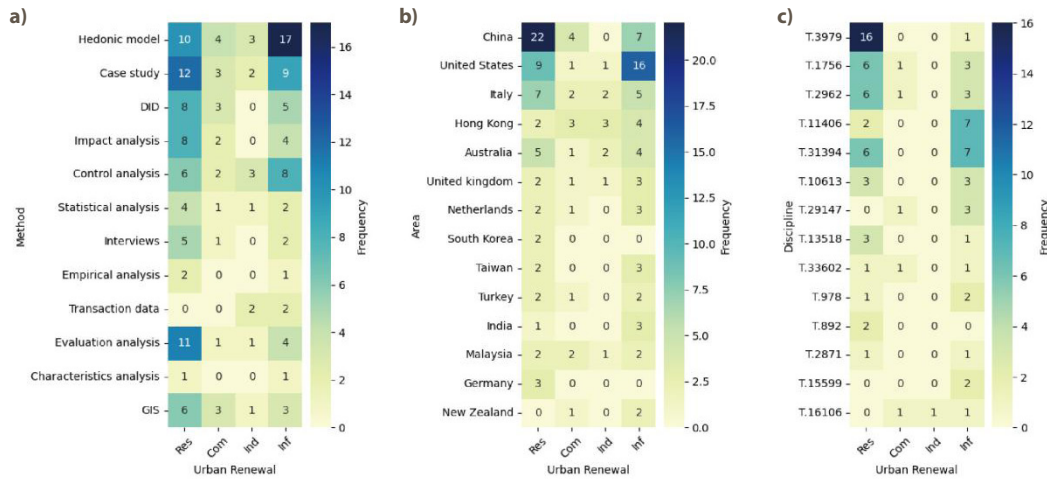 a)
Method
Hedonic model 10 4 3 17
Case study 12 3 2 9
DID 8 3 0 5
Impact analysis 8 2 0 4
Control analysis 6 2 3 8
Statistical analysis 4 1 1 2
Interviews 5 1 0 2
Empirical analysis 2 0 0 1
Transaction data 0 0 2 2
Evaluation analysis 11 1 1 4
Characteristics analysis 1 0 0 1
GIS 6 3 1 3
Res Com Ind Inf
Urban Renewal
16
14
12
10
8
6
4
2
0
Frequency
b)
Area
China 22 4 0 7
United States 9 1 1 16
Italy 7 2 2 5
Hong Kong 2 3 3 4
Australia 5 1 2 4
United kingdom 2 1 1 3
Netherlands 2 1 0 3
South Korea 2 0 0 0
Taiwan 2 0 0 3
Turkey 2 1 0 2
India 1 0 0 3
Malaysia 2 2 1 2
Germany 3 0 0 0
New Zealand 0 1 0 2
Res Com Ind Inf
Urban Renewal
20.0
17.5
15.0
12.5
10.0
7.5
5.0
2.5
0.0
Frequency
c)
Discipline
T.3979 16 0 0 1
T.1756 6 1 0 3
T.2962 6 1 0 3
T.11406 2 0 0 7
T.31394 6 0 0 7
T.10613 3 0 0 3
T.29147 0 1 0 3
T.13518 3 0 0 1
T.33602 1 1 0 1
T.978 1 0 0 2
T.892 2 0 0 0
T.2871 1 0 0 1
T.15599 0 0 0 2
T.16106 0 1 1 1
Res Com Ind Inf
Urban Renewal
16
14
12
10
8
6
4
2
0
Frequency